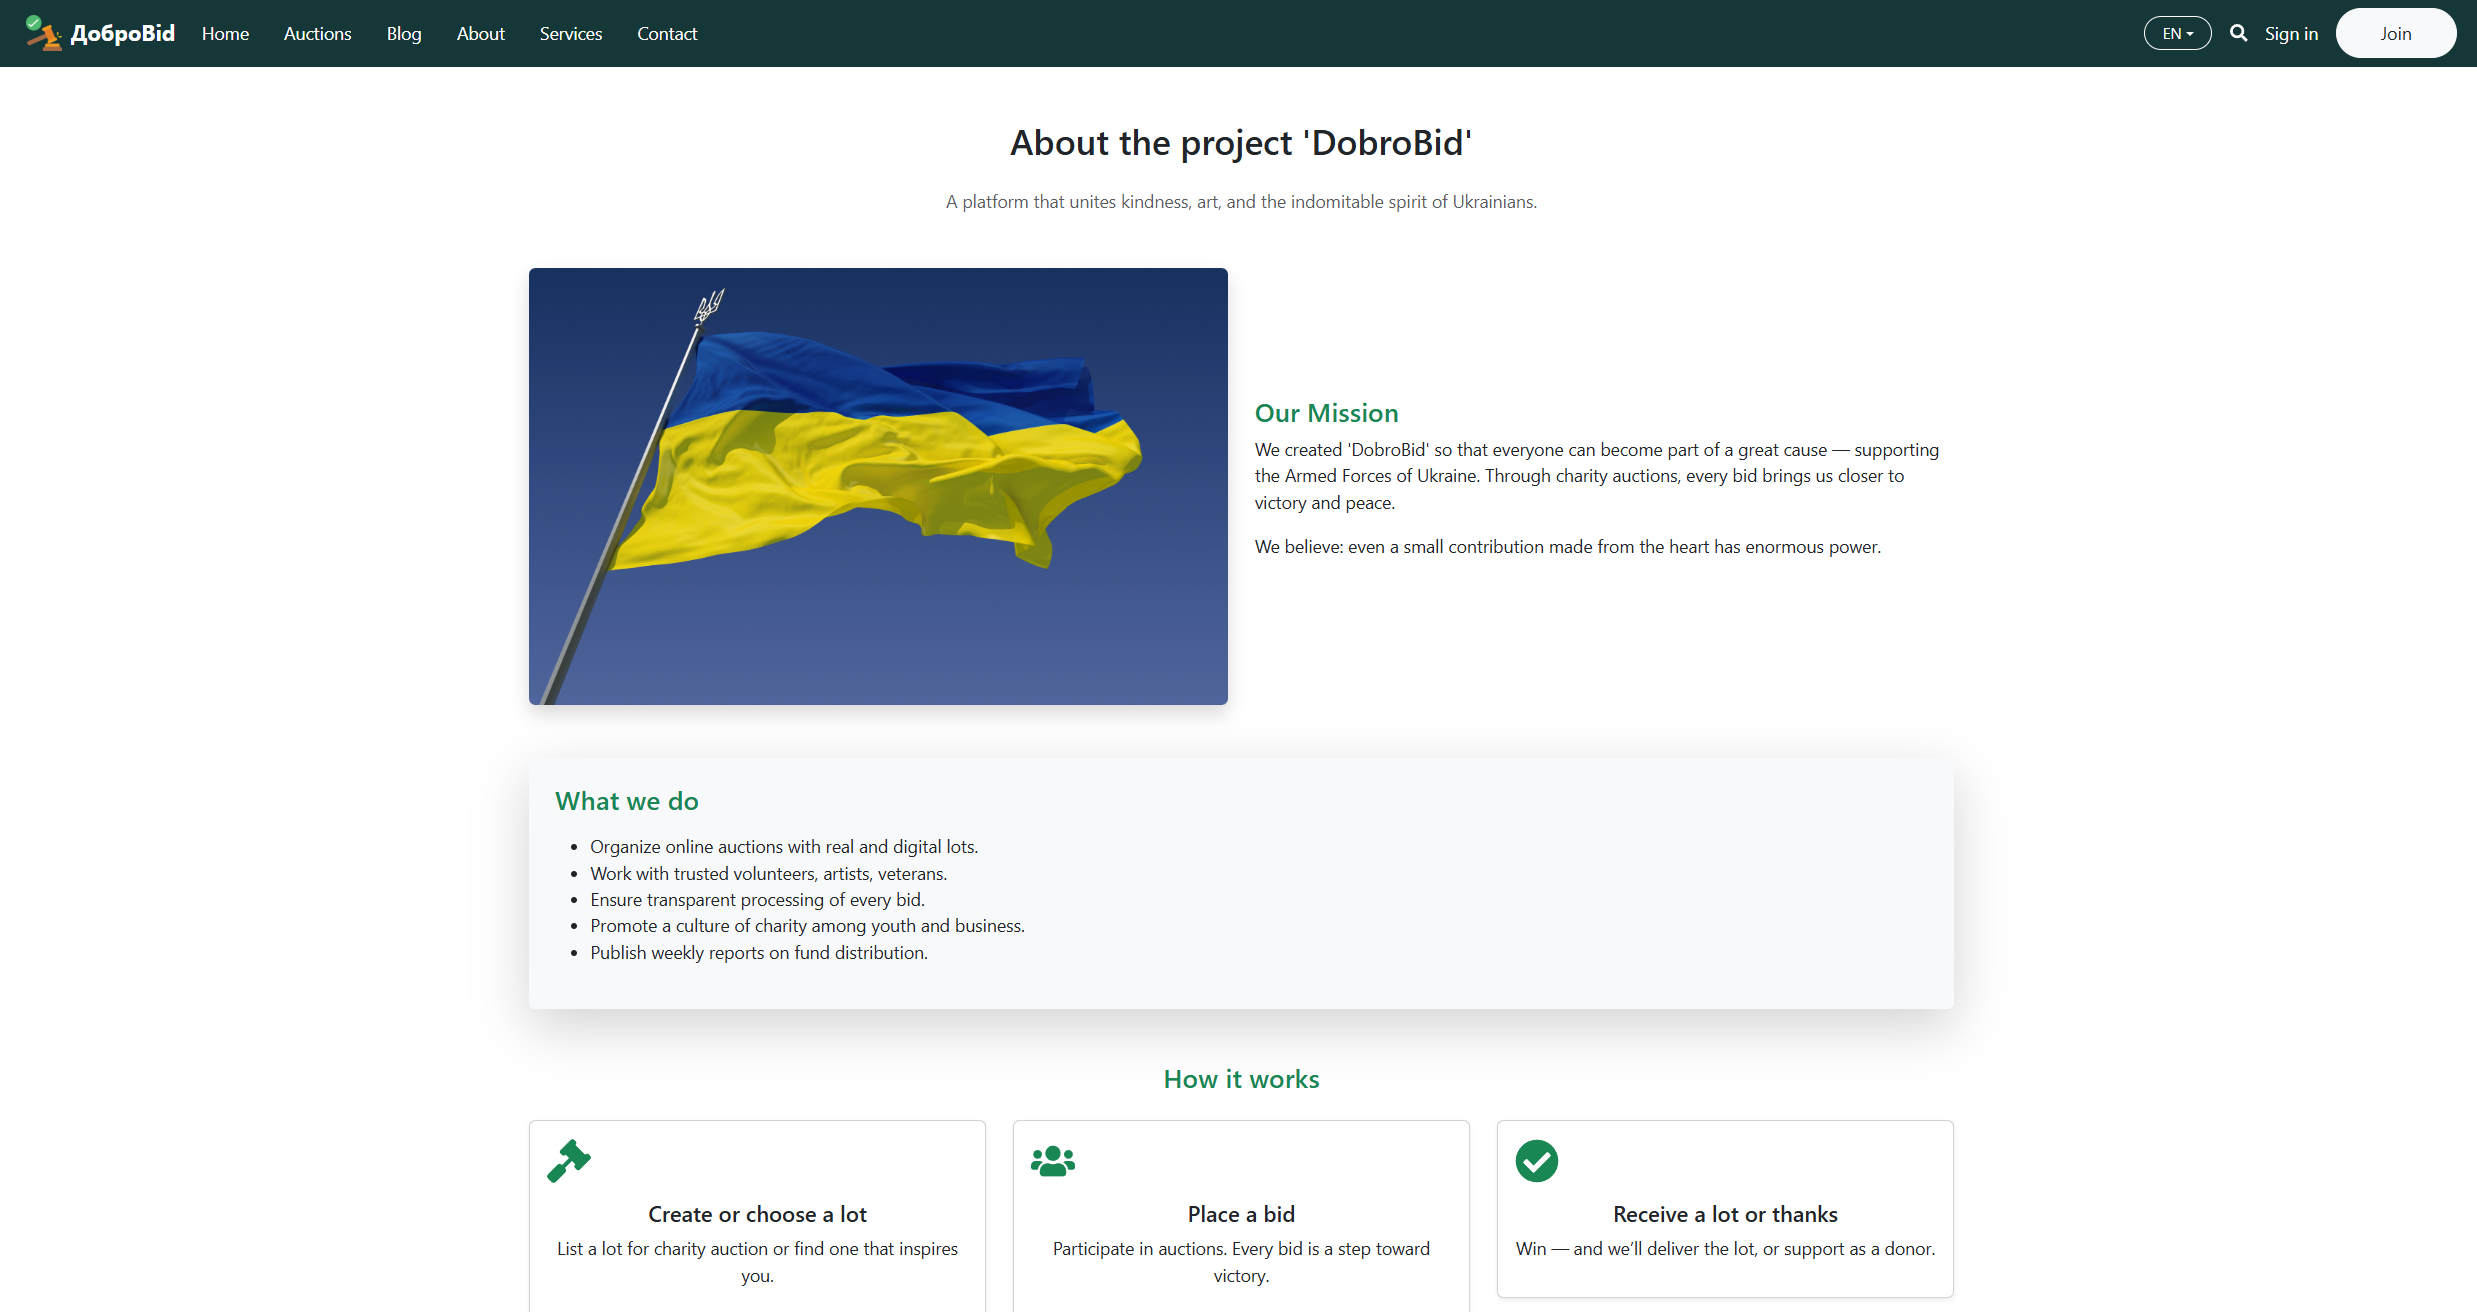 ДоброBid
Home
Auctions
Blog
About
Services
Contact
EN
Sign in
Join
About the project 'DobroBid'
A platform that unites kindness, art, and the indomitable spirit of Ukrainians.
Our Mission
We created 'DobroBid' so that everyone can become part of a great cause — supporting
the Armed Forces of Ukraine. Through charity auctions, every bid brings us closer to
victory and peace.
We believe: even a small contribution made from the heart has enormous power.
What we do
• Organize online auctions with real and digital lots.
• Work with trusted volunteers, artists, veterans.
• Ensure transparent processing of every bid.
• Promote a culture of charity among youth and business.
• Publish weekly reports on fund distribution.
How it works
Create or choose a lot
List a lot for charity auction or find one that inspires
you.
Place a bid
Participate in auctions. Every bid is a step toward
victory.
Receive a lot or thanks
Win — and we’ll deliver the lot, or support as a donor.